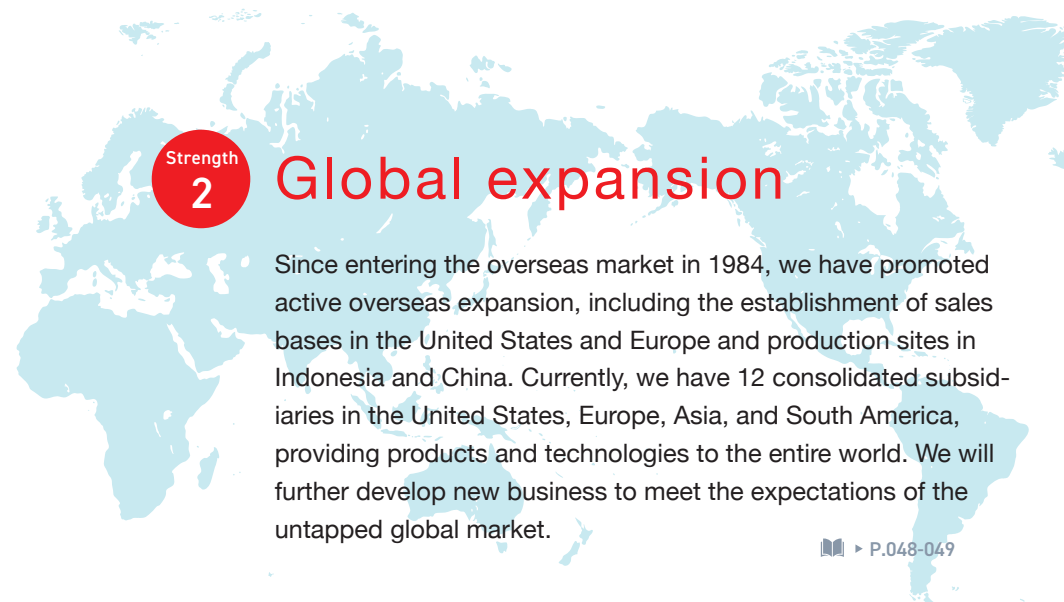 Strength
2
Global expansion
Since entering the overseas market in 1984, we have promoted
active overseas expansion, including the establishment of sales
bases in the United States and Europe and production sites in
Indonesia and China. Currently, we have 12 consolidated subsid-
iaries in the United States, Europe, Asia, and South America,
providing products and technologies to the entire world. We will
further develop new business to meet the expectations of the
untapped global market.
P.048-049